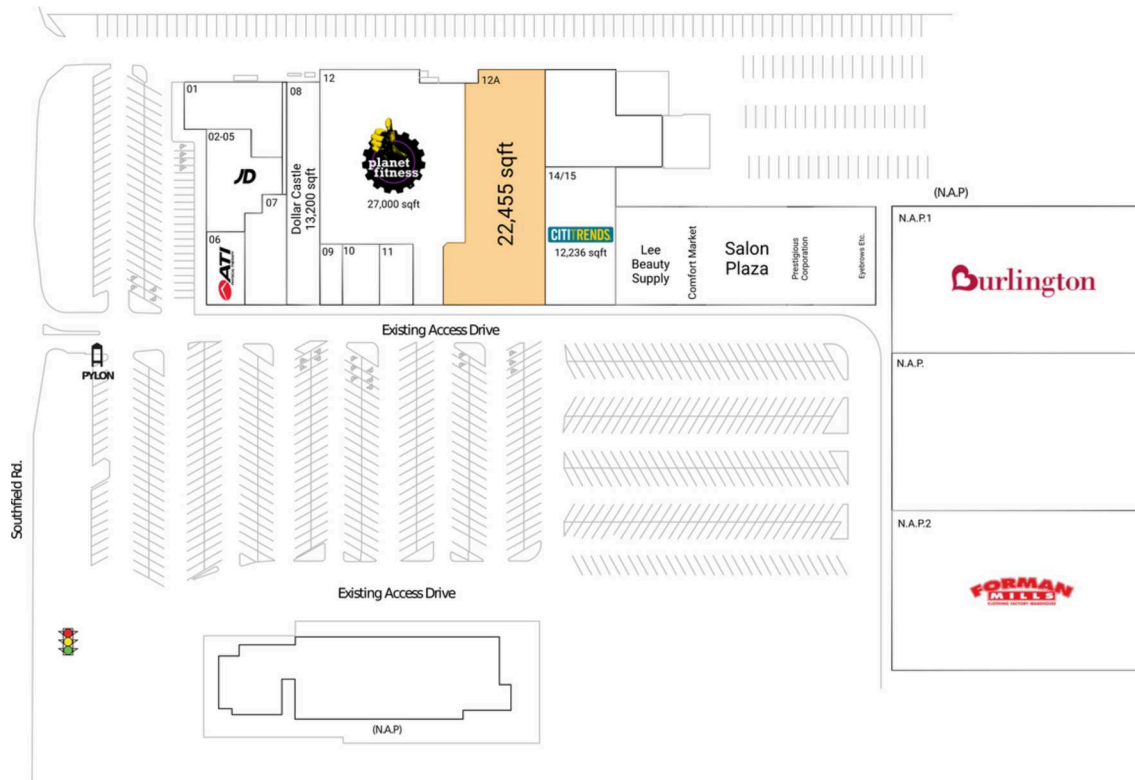 01
02-05
JD
06
ATI
07
08
Dollar Castle
13,200 sqft
12
planet
fitness
27,000 sqft
09
10
11
12A
22,455 sqft
14/15
CITITRENDS
12,236 sqft
Lee
Beauty
Supply
Comfort Market
Salon
Plaza
Prestigious
Corporation
Eyebrows Etc.
(N.A.P)
N.A.P.1
Burlington
N.A.P.
N.A.P.2
FORMAN
MILLS
CLOTHING FACTORY WAREHOUSE
Existing Access Drive
PYLON
Southfield Rd.
Existing Access Drive
(N.A.P)